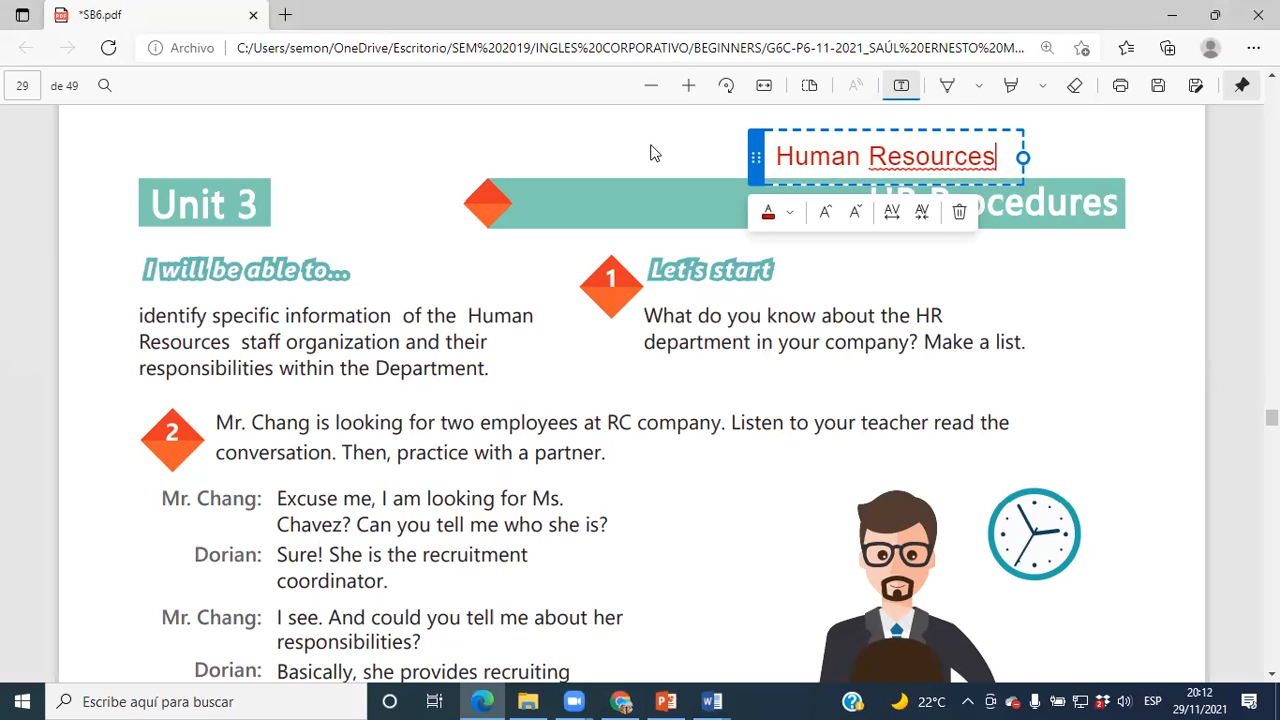 *SB6.pdf
Archivo
C:/Users/semon/OneDrive/Escritorio/SEM%202019/INGLES%20CORPORATIVO/BEGINNERS/G6C-P6-11-2021_SAÚL%20ERNESTO%20M...
29
de 49
Human Resources
Unit 3
ocedures
I will be able to...
1
Let's start
identify specific information of the Human
Resources staff organization and their
responsibilities within the Department.
What do you know about the HR
department in your company? Make a list.
2
Mr. Chang is looking for two employees at RC company. Listen to your teacher read the
conversation. Then, practice with a partner.
Mr. Chang: Excuse me, I am looking for Ms.
Chavez? Can you tell me who she is?
Dorian: Sure! She is the recruitment
coordinator.
Mr. Chang: I see. And could you tell me about her
responsibilities?
Dorian: Basically, she provides recruiting
Escribe aquí para buscar
22°C
ESP
20:12
29/11/2021